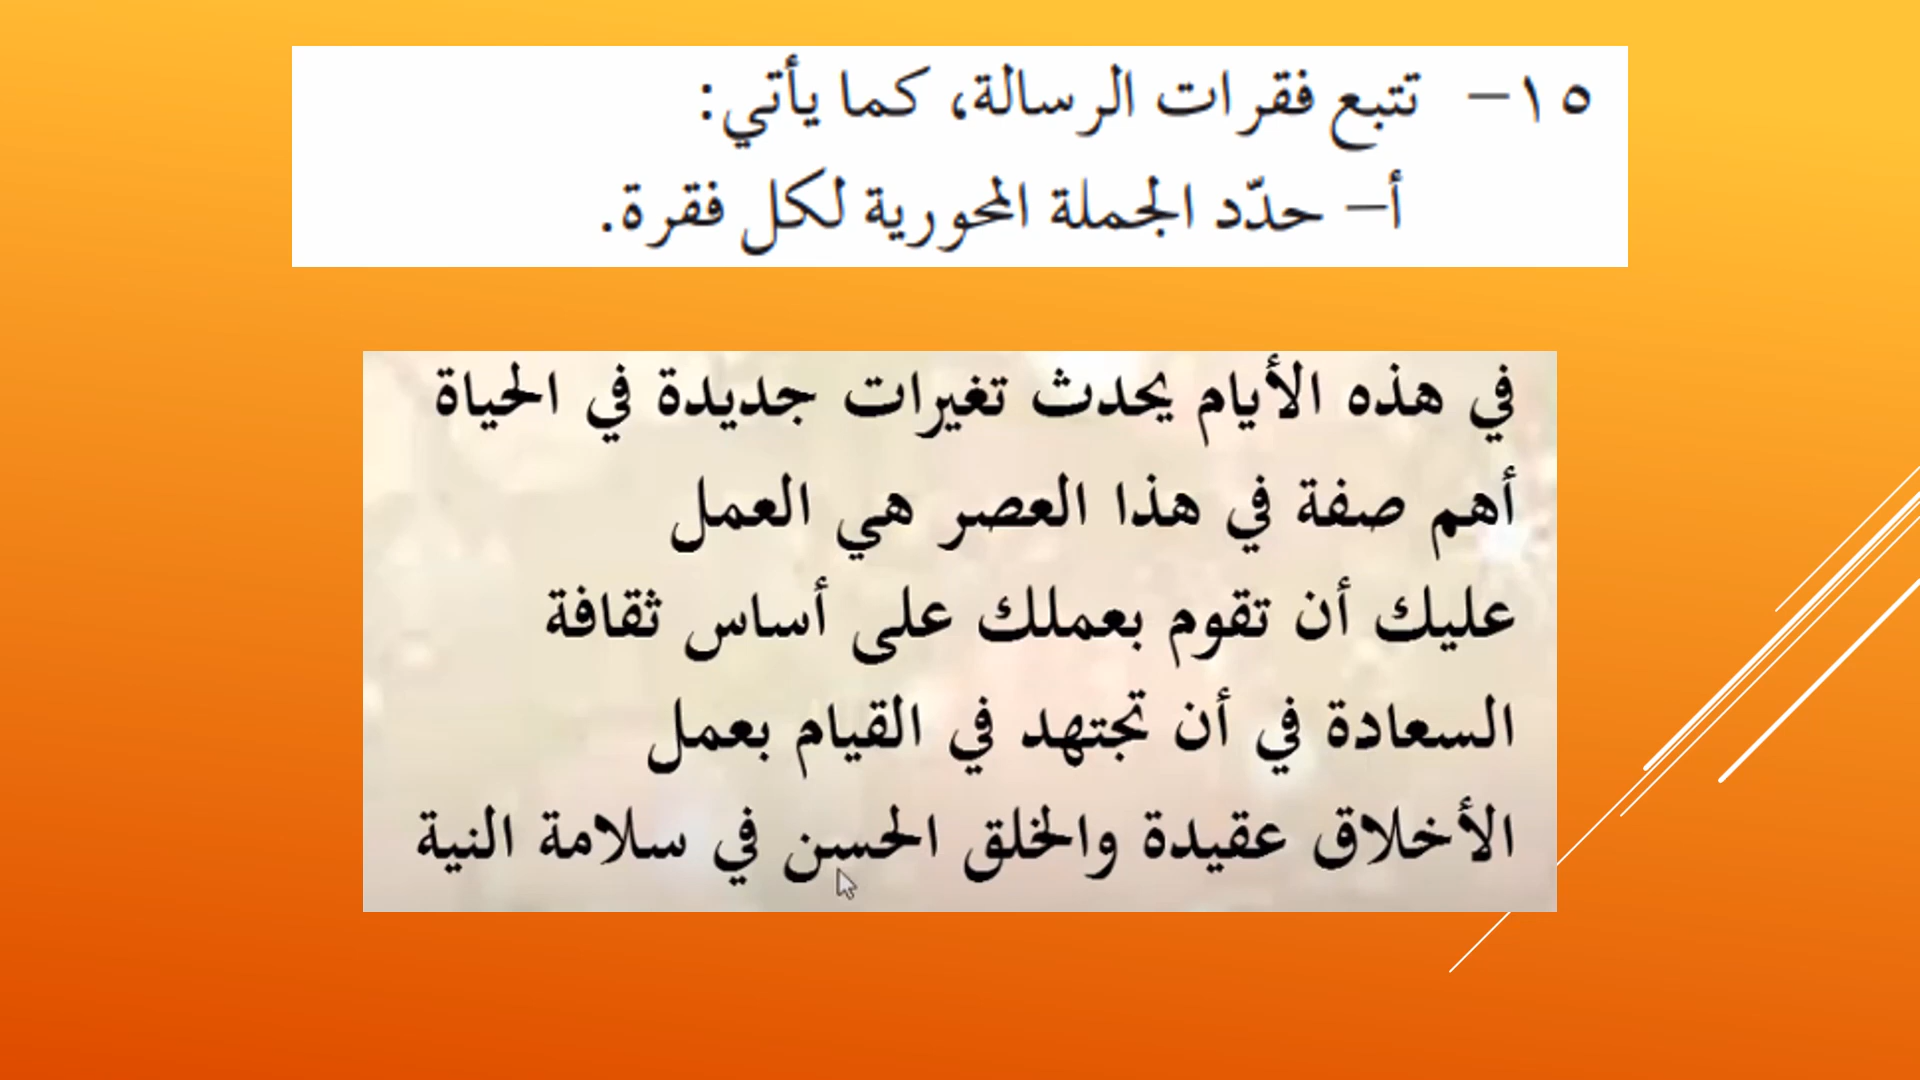 ١٥- تتبع فقرات الرسالة، كما يأتي:
أ- حدّد الجملة المحورية لكل فقرة.
في هذه الأيام يحدث تغيرات جديدة في الحياة
أهم صفة في هذا العصر هي العمل
عليك أن تقوم بعملك على أساس ثقافة
السعادة في أن تجتهد في القيام بعمل
الأخلاق عقيدة والخلق الحسن في سلامة النية